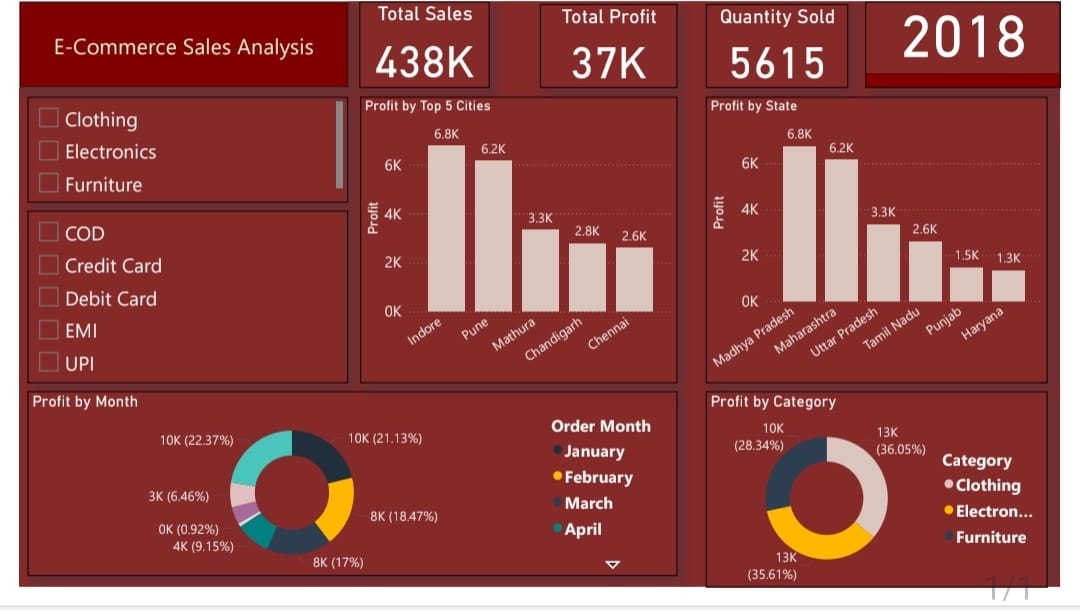 E-Commerce Sales Analysis
Total Sales
438K
Total Profit
37K
Quantity Sold
5615
2018
Clothing
Electronics
Furniture
COD
Credit Card
Debit Card
EMI
UPI
Profit by Top 5 Cities
Profit
6K
4K
2K
0K
6.8K
6.2K
3.3K
2.8K
2.6K
Indore
Pune
Mathura
Chandigarh
Chennai
Profit by State
Profit
6K
4K
2K
0K
6.8K
6.2K
3.3K
2.6K
1.5K
1.3K
Madhya Pradesh
Maharashtra
Uttar Pradesh
Tamil Nadu
Punjab
Haryana
Profit by Month
10K (22.37%)
10K (21.13%)
3K (6.46%)
8K (18.47%)
0K (0.92%)
4K (9.15%)
8K (17%)
Order Month
January
February
March
April
Profit by Category
10K
(28.34%)
13K
(36.05%)
13K
(35.61%)
Category
Clothing
Electron...
Furniture
1/1